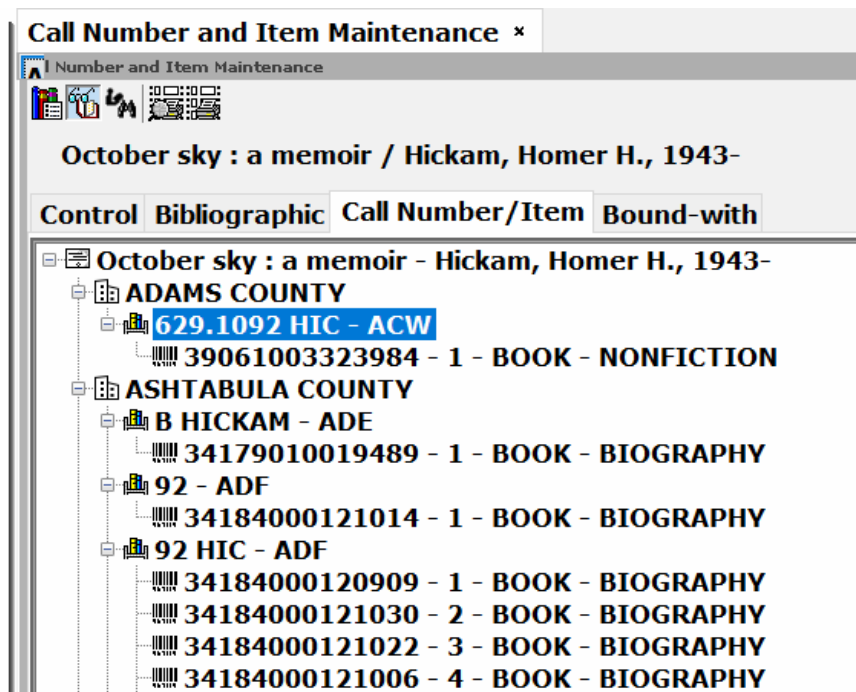 Call Number and Item Maintenance ×
l Number and Item Maintenance
October sky : a memoir / Hickam, Homer H., 1943-
Control Bibliographic Call Number/Item Bound-with
October sky : a memoir - Hickam, Homer H., 1943-
ADAMS COUNTY
629.1092 HIC - ACW
39061003323984 - 1 - BOOK - NONFICTION
ASHTABULA COUNTY
B HICKAM - ADE
34179010019489 - 1 - BOOK - BIOGRAPHY
92 - ADF
34184000121014 - 1 - BOOK - BIOGRAPHY
92 HIC - ADF
34184000120909 - 1 - BOOK - BIOGRAPHY
34184000121030 - 2 - BOOK - BIOGRAPHY
34184000121022 - 3 - BOOK - BIOGRAPHY
34184000121006 - 4 - BOOK - BIOGRAPHY